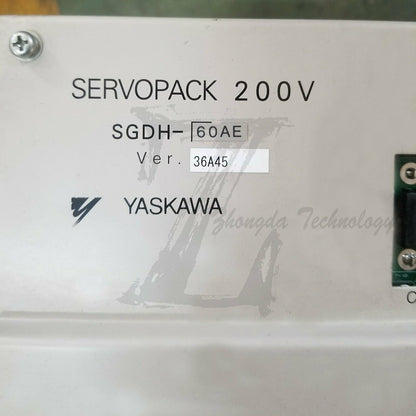 SERVOPACK 200V
SGDH-60AE
Ver. 36A45
YASKAWA
Zhongda Technology